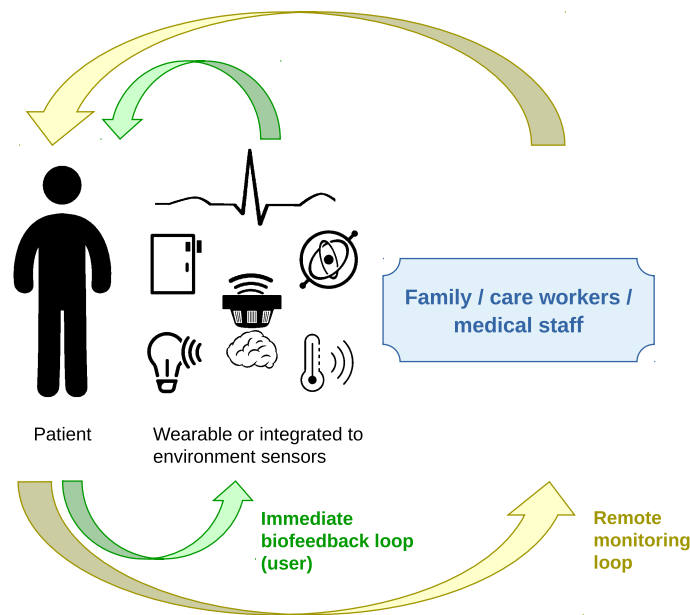 Family / care workers /
medical staff
Patient
Wearable or integrated to
environment sensors
Immediate
biofeedback loop
(user)
Remote
monitoring
loop